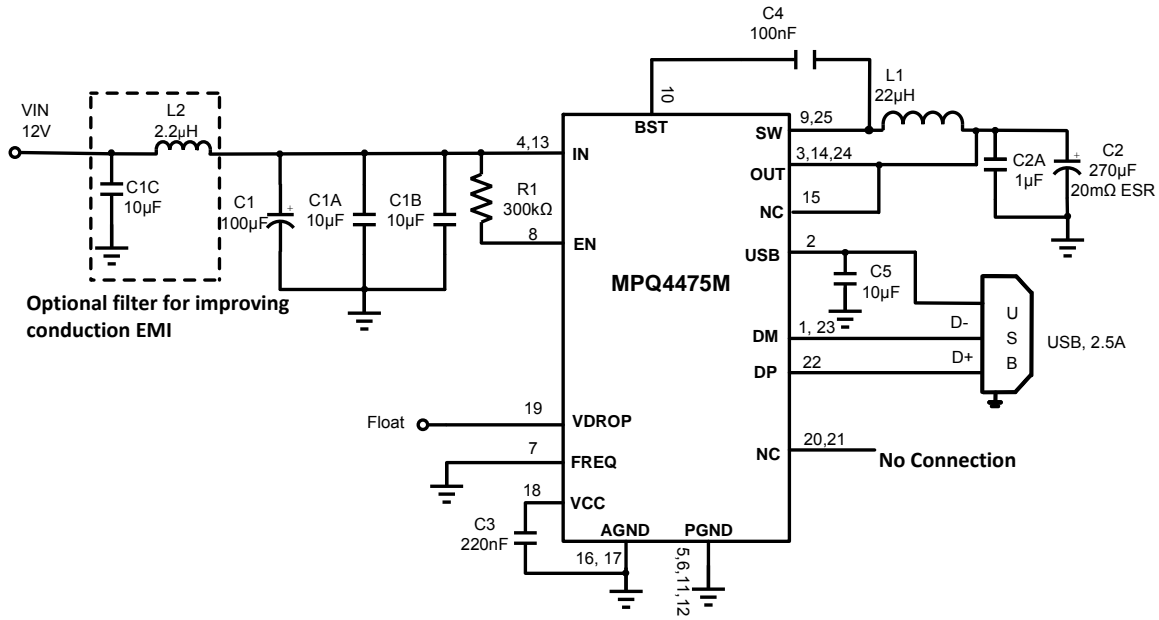 C4
100nF
L1
22µH
10
BST
9,25
SW
3,14,24
OUT
15
NC
C2A
1µF
+
C2
270µF
20mΩ ESR
VIN
12V
L2
2.2µH
C1C
10µF
Optional filter for improving
conduction EMI
C1
100µF
+
C1A
10µF
C1B
10µF
R1
300kΩ
4,13
IN
8
EN
MPQ4475M
2
USB
C5
10µF
1, 23
DM
D-
22
DP
D+
U
S
B
USB, 2.5A
20,21
NC
No Connection
Float
19
VDROP
7
FREQ
18
VCC
C3
220nF
AGND
16, 17
PGND
5,6,11,12